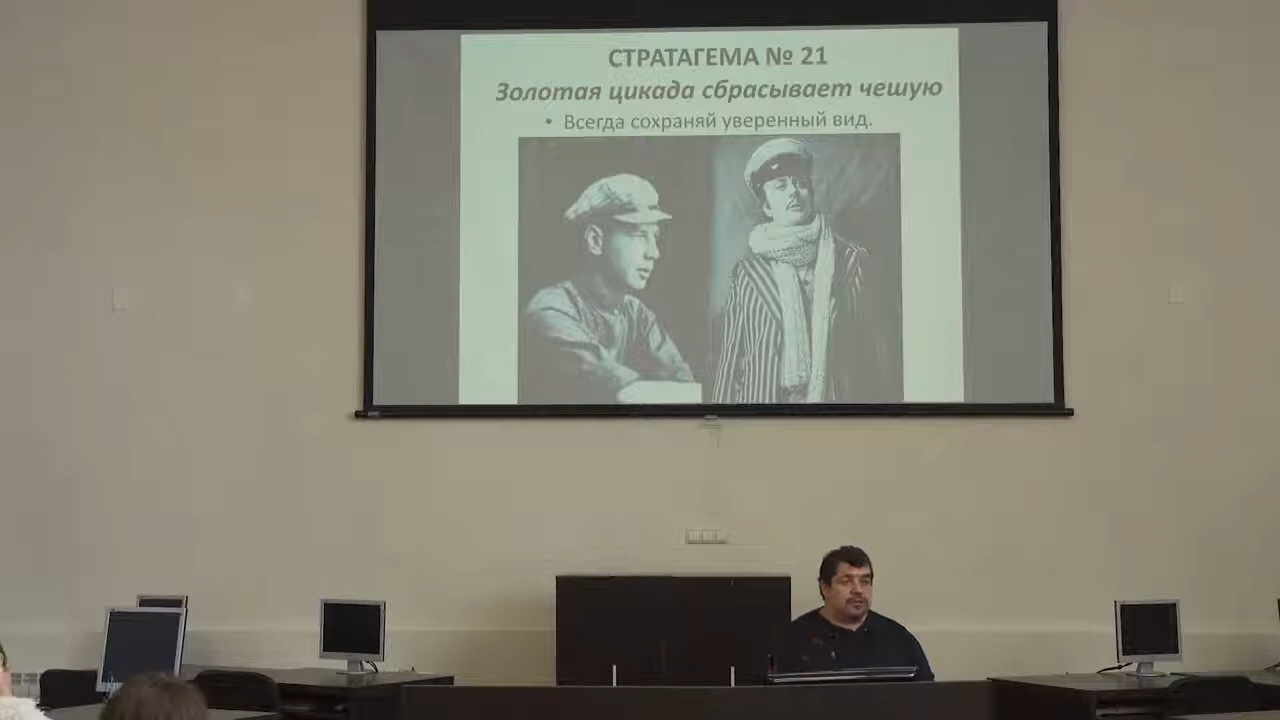 СТРАТАГЕМА № 21
Золотая цикада сбрасывает чешую
• Всегда сохраняй уверенный вид.